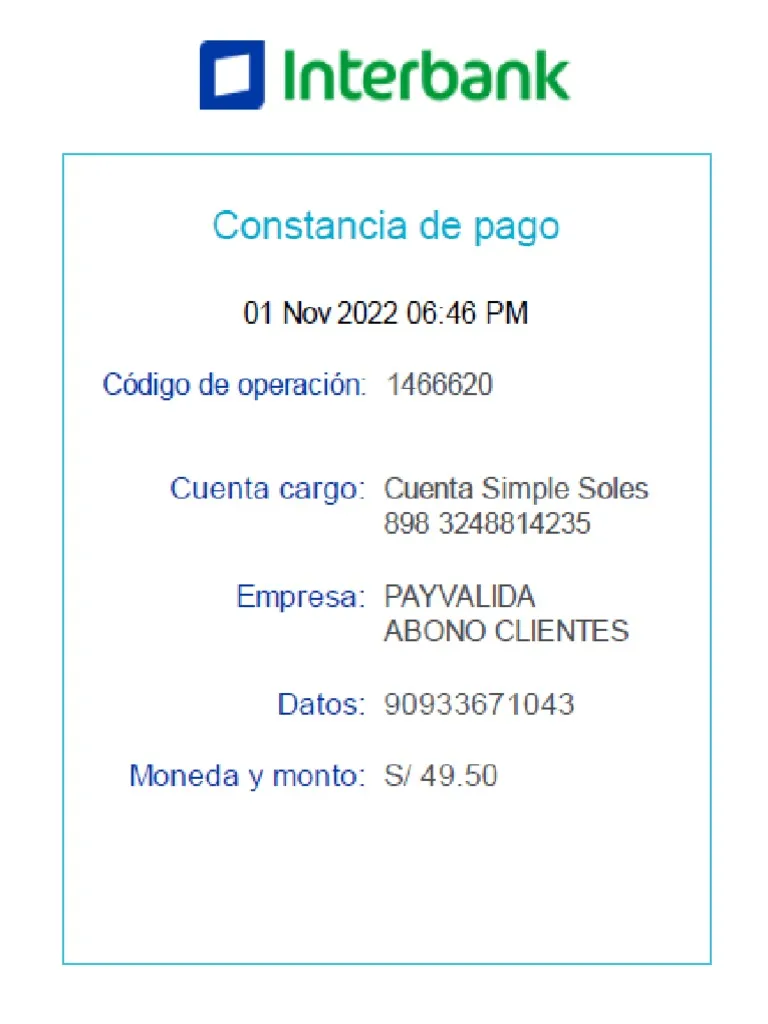 Interbank
Constancia de pago
01 Nov 2022 06:46 PM
Código de operación: 1466620
Cuenta cargo: Cuenta Simple Soles
898 3248814235
Empresa: PAYVALIDA
ABONO CLIENTES
Datos: 90933671043
Moneda y monto: S/ 49.50